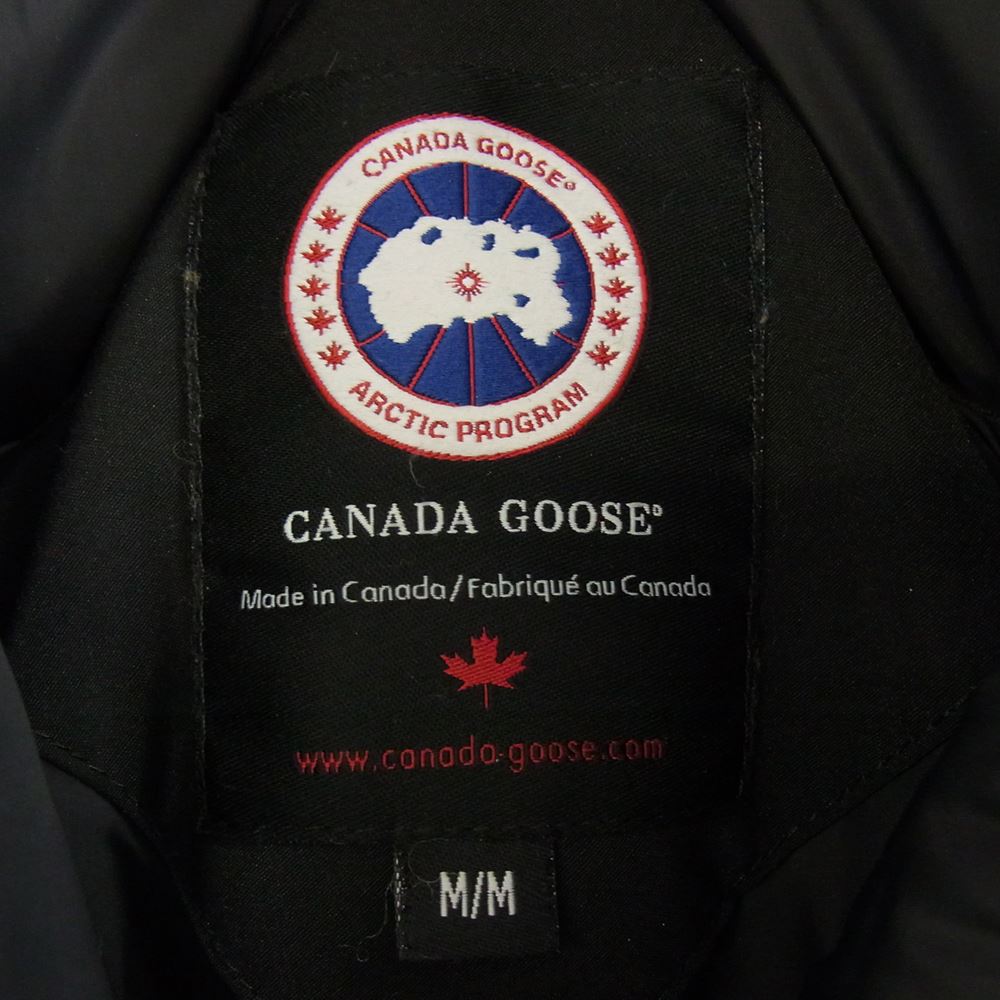 CANADA GOOSE®
ARCTIC PROGRAM
CANADA GOOSE®
Made in Canada/Fabriqué au Canada
www.canada-goose.com
M/M